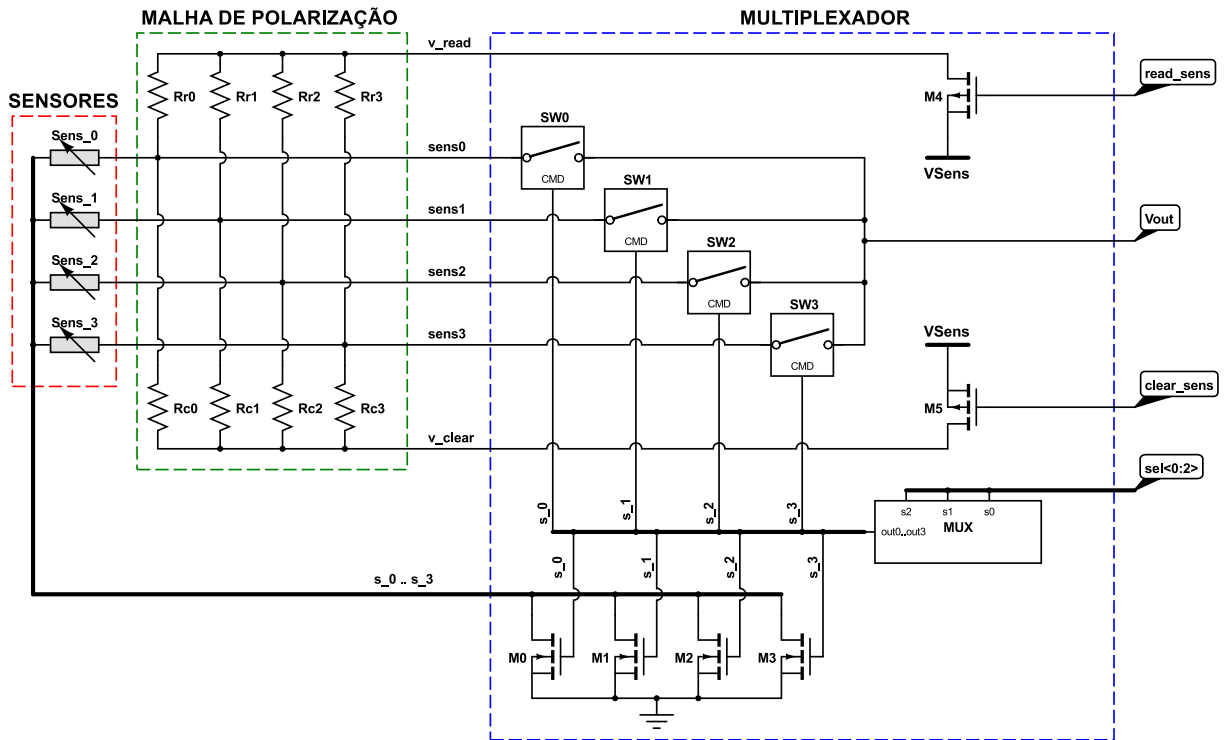 MALHA DE POLARIZAÇÃO
MULTIPLEXADOR
v_read
read_sens
Rr0
Rr1
Rr2
Rr3
M4
SENSORES
SW0
Sens_0
sens0
VSens
CMD
SW1
Sens_1
sens1
Vout
CMD
SW2
Sens_2
sens2
CMD
SW3
Sens_3
sens3
VSens
CMD
clear_sens
Rc0
Rc1
Rc2
Rc3
M5
v_clear
sel<0:2>
s_0
s_1
s_2
s_3
s2
s1
s0
MUX
out0..out3
s_0
s_1
s_2
s_3
s_0 .. s_3
M0
M1
M2
M3